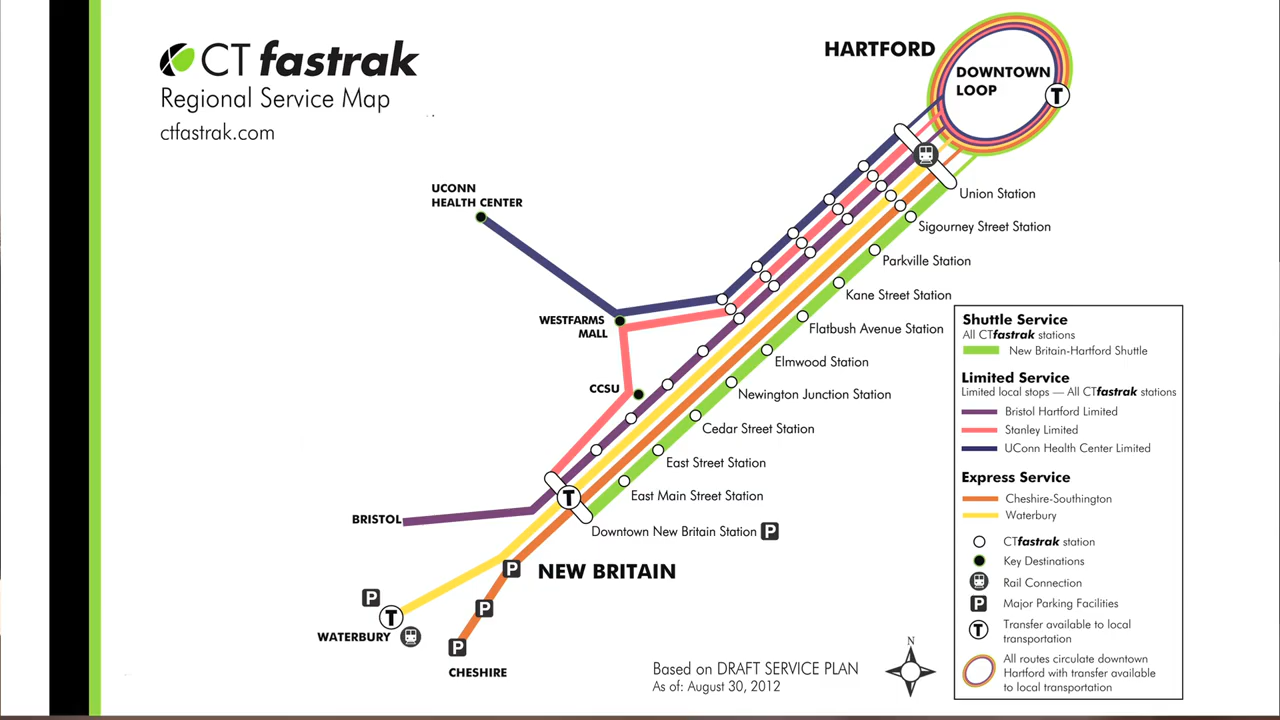 CT fastrak
Regional Service Map
ctfastrak.com
HARTFORD
DOWNTOWN
LOOP
T
UCONN
HEALTH CENTER
Union Station
Sigourney Street Station
Parkville Station
Kane Street Station
WESTFARMS
MALL
Flatbush Avenue Station
Elmwood Station
CCSU
Newington Junction Station
Cedar Street Station
East Street Station
East Main Street Station
T
BRISTOL
Downtown New Britain Station P
P
NEW BRITAIN
P
T
P
WATERBURY
P
CHESHIRE
Based on DRAFT SERVICE PLAN
As of: August 30, 2012
N
Shuttle Service
All CTfastrak stations
New Britain-Hartford Shuttle
Limited Service
Limited local stops — All CTfastrak stations
Bristol Hartford Limited
Stanley Limited
UConn Health Center Limited
Express Service
Cheshire-Southington
Waterbury
CTfastrak station
Key Destinations
Rail Connection
P Major Parking Facilities
T Transfer available to local
transportation
All routes circulate downtown
Hartford with transfer available
to local transportation